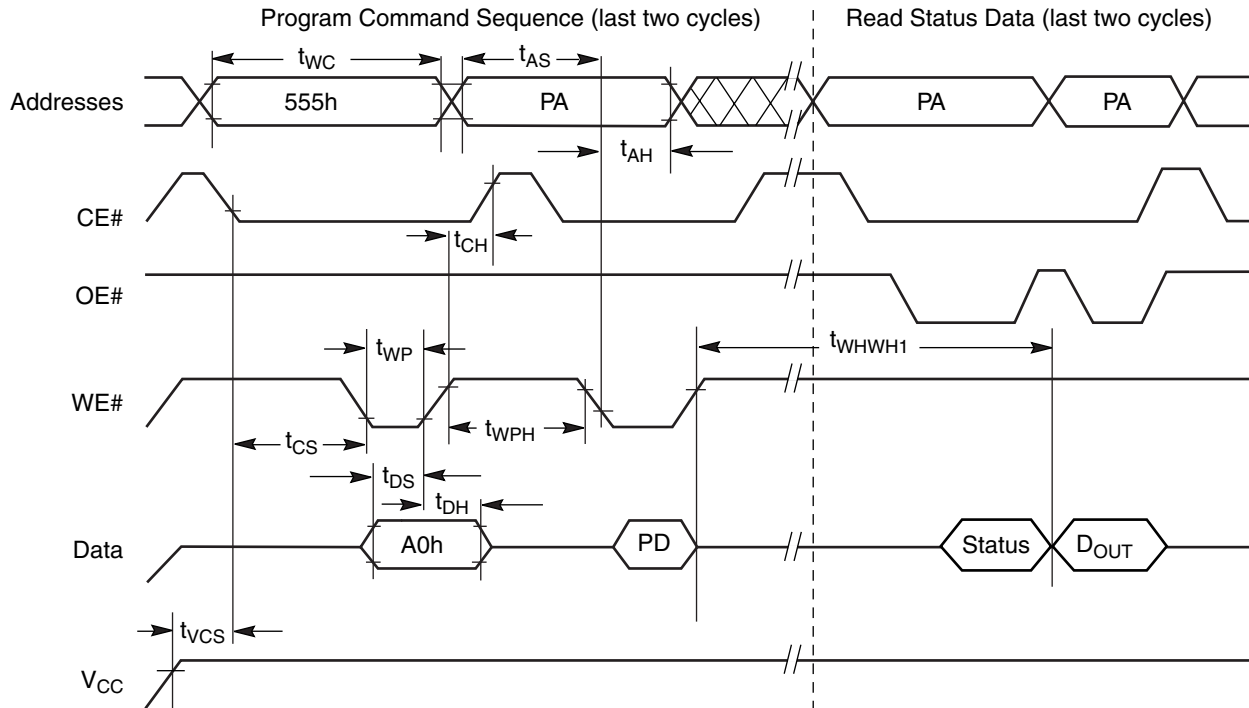 Program Command Sequence (last two cycles) Read Status Data (last two cycles)
tWC tAS
Addresses 555h PA PA PA
tAH
CE#
tCH
OE#
tWP tWHWH1
WE#
tCS tWPH
tDS
tDH
Data A0h PD Status DOUT
tVCS
VCC